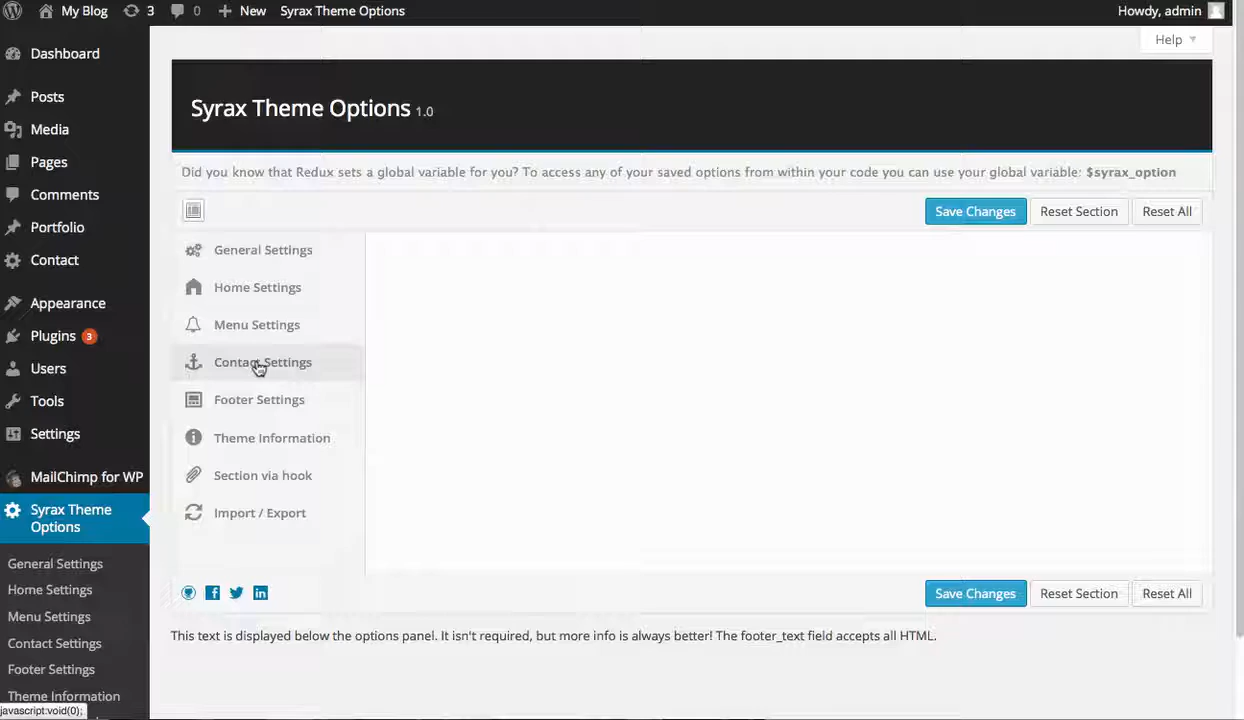 My Blog 3 0 New Syrax Theme Options Howdy, admin
Help
Dashboard
Posts
Media
Pages
Comments
Portfolio
Contact
Appearance
Plugins 3
Users
Tools
Settings
MailChimp for WP
Syrax Theme
Options
General Settings
Home Settings
Menu Settings
Contact Settings
Footer Settings
Theme Information
javascript:void(0);
Syrax Theme Options 1.0
Did you know that Redux sets a global variable for you? To access any of your saved options from within your code you can use your global variable: $syrax_option
Save Changes Reset Section Reset All
General Settings
Home Settings
Menu Settings
Contact Settings
Footer Settings
Theme Information
Section via hook
Import / Export
Save Changes Reset Section Reset All
This text is displayed below the options panel. It isn't required, but more info is always better! The footer_text field accepts all HTML.